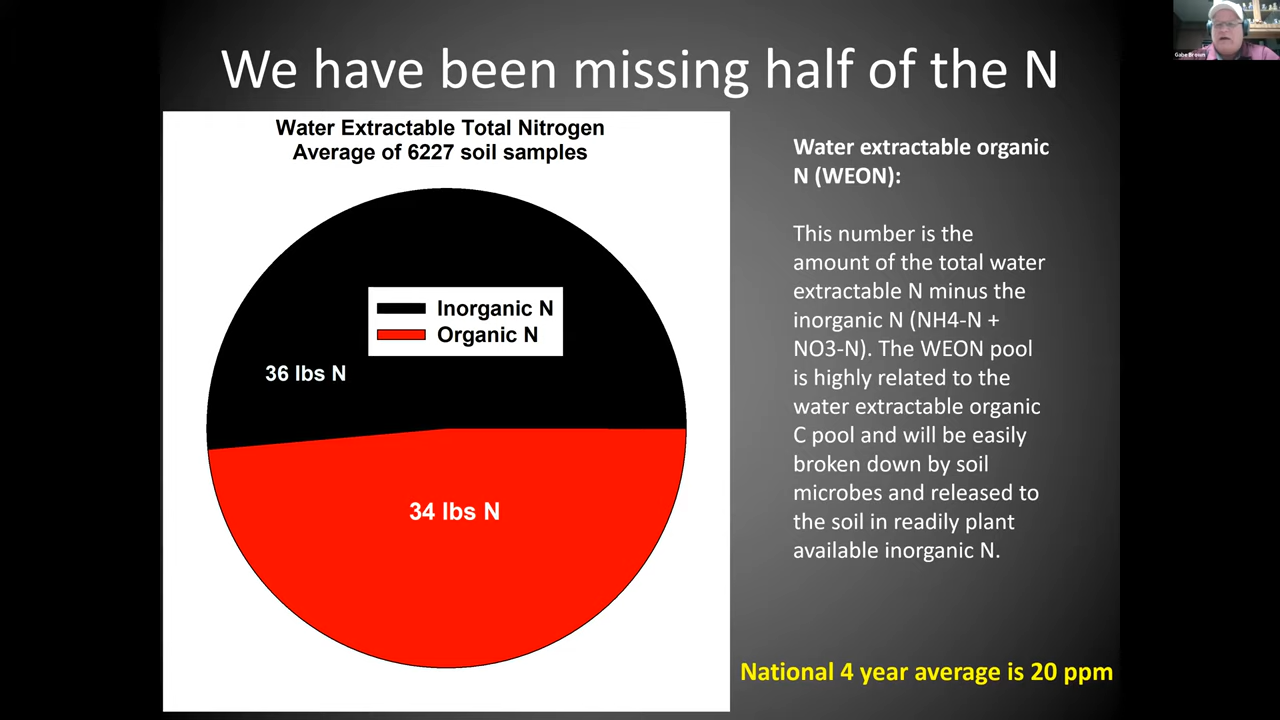 We have been missing half of the N
Gabe Brown
Water Extractable Total Nitrogen
Average of 6227 soil samples
Inorganic N
Organic N
36 lbs N
34 lbs N
Water extractable organic
N (WEON):
This number is the
amount of the total water
extractable N minus the
inorganic N (NH4-N +
NO3-N). The WEON pool
is highly related to the
water extractable organic
C pool and will be easily
broken down by soil
microbes and released to
the soil in readily plant
available inorganic N.
National 4 year average is 20 ppm